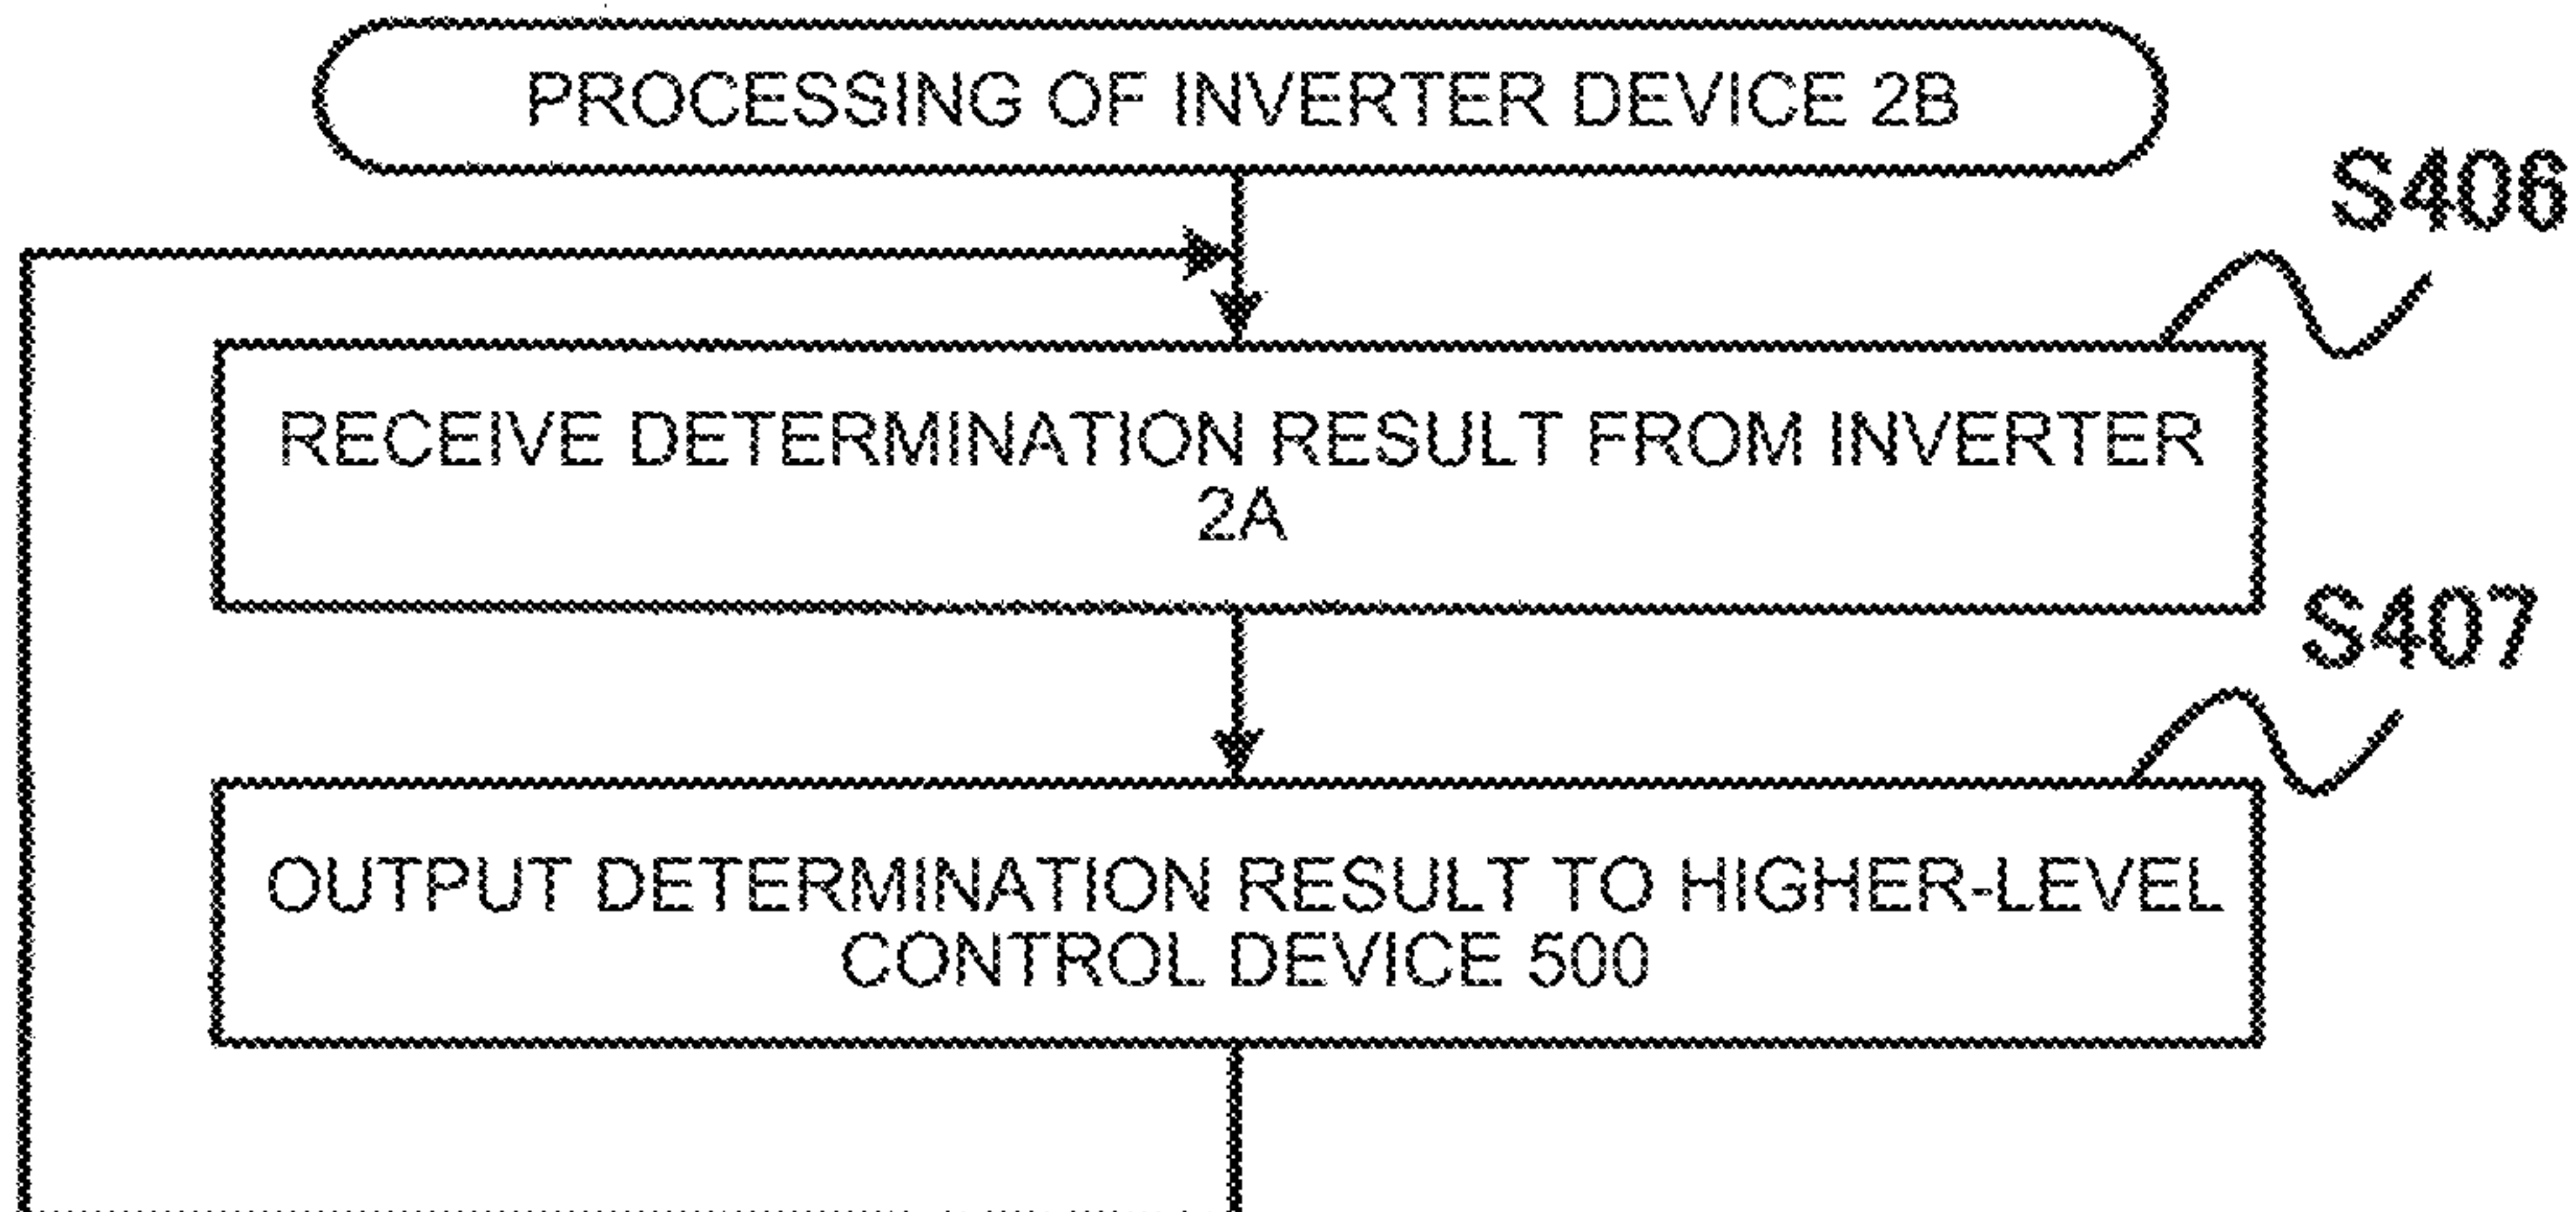 PROCESSING OF INVERTER DEVICE 2B
S406
RECEIVE DETERMINATION RESULT FROM INVERTER
2A
S407
OUTPUT DETERMINATION RESULT TO HIGHER-LEVEL
CONTROL DEVICE 500